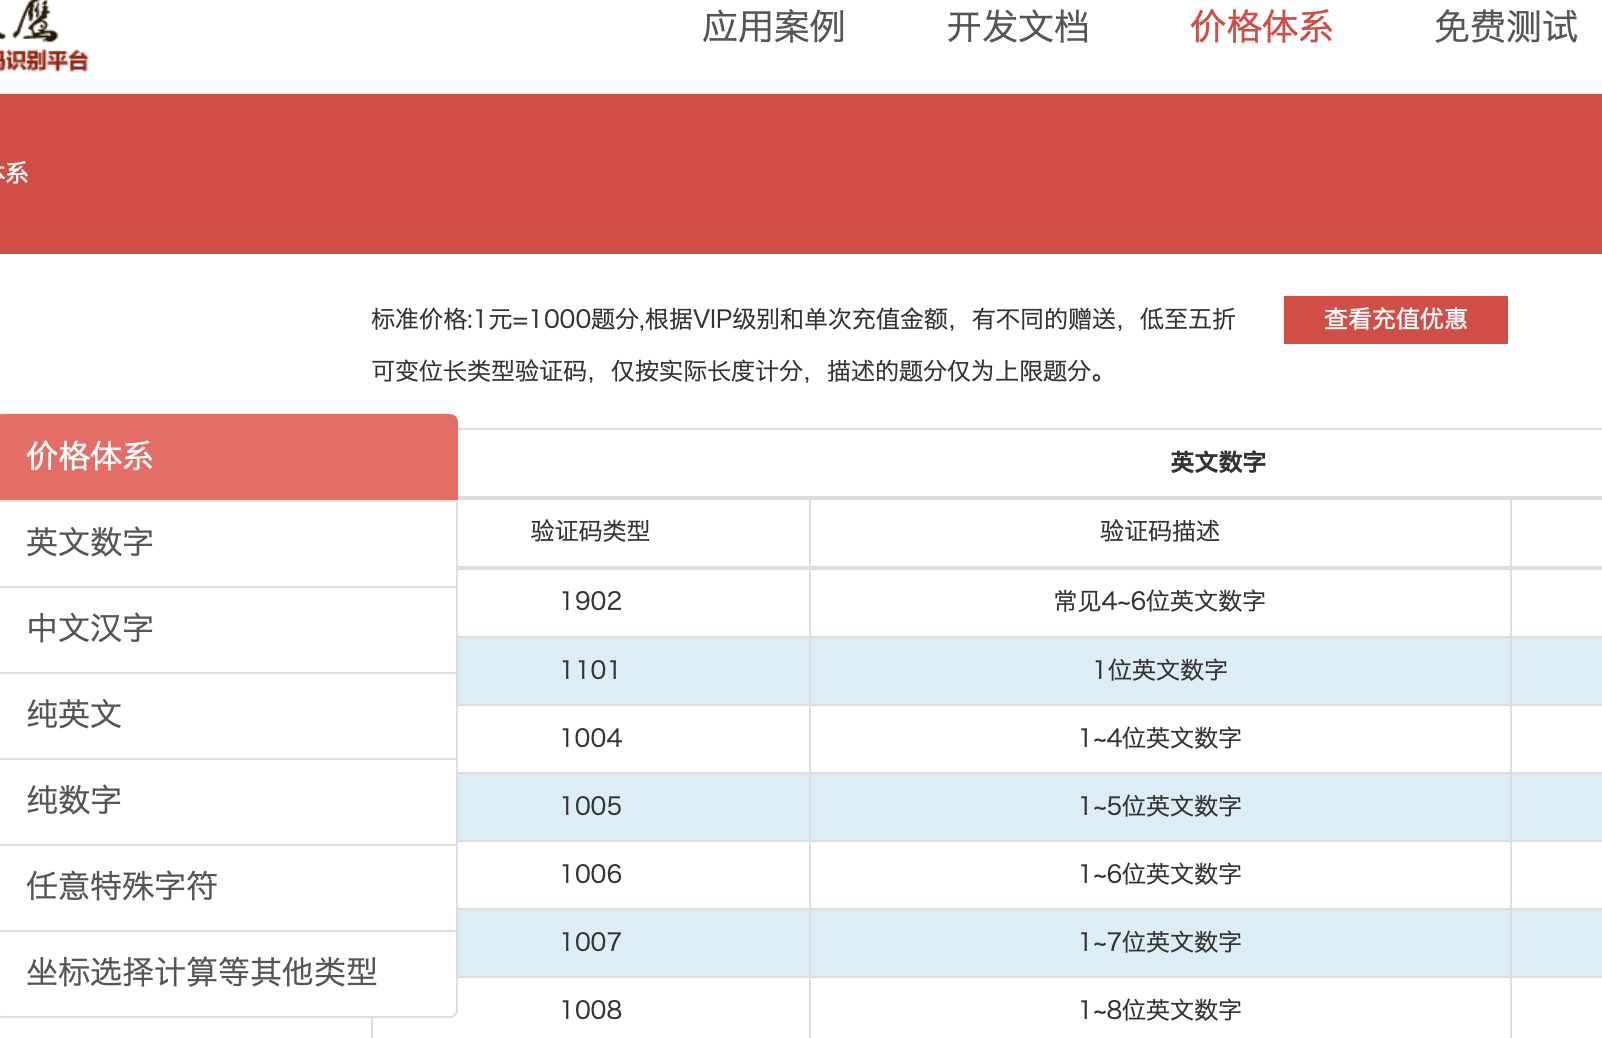 鹰
识别平台
应用案例
开发文档
价格体系
免费测试
系
标准价格:1元=1000题分,根据VIP级别和单次充值金额，有不同的赠送，低至五折
查看充值优惠
可变位长类型验证码，仅按实际长度计分，描述的题分仅为上限题分。
价格体系
英文数字
中文汉字
纯英文
纯数字
任意特殊字符
坐标选择计算等其他类型
英文数字
验证码类型
验证码描述
1902
常见4~6位英文数字
1101
1位英文数字
1004
1~4位英文数字
1005
1~5位英文数字
1006
1~6位英文数字
1007
1~7位英文数字
1008
1~8位英文数字